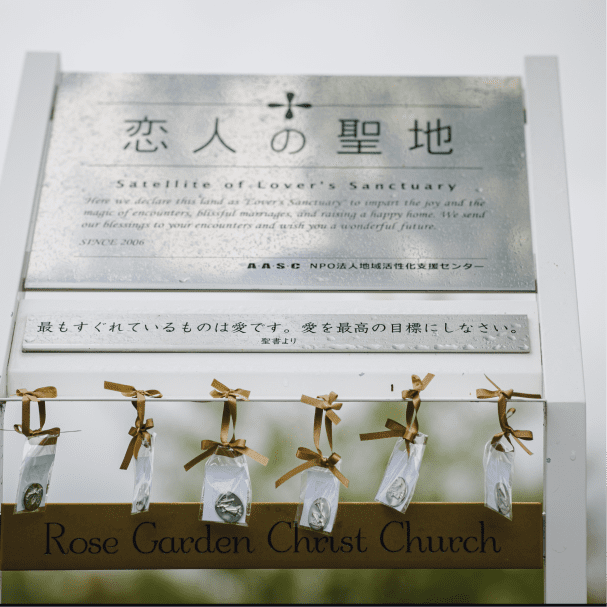 恋人の聖地
Satellite of Lover's Sanctuary
"Here we declare this land as "Lover's Sanctuary" to impart the joy and the
magic of encounters, blissful marriages, and raising a happy home. We send
our blessings to your encounters and wish you a wonderful future.
SINCE 2006
A·A·S·C NPO法人地域活性化支援センター
最もすぐれているものは愛です。愛を最高の目標にしなさい。
聖書より
Rose Garden Christ Church